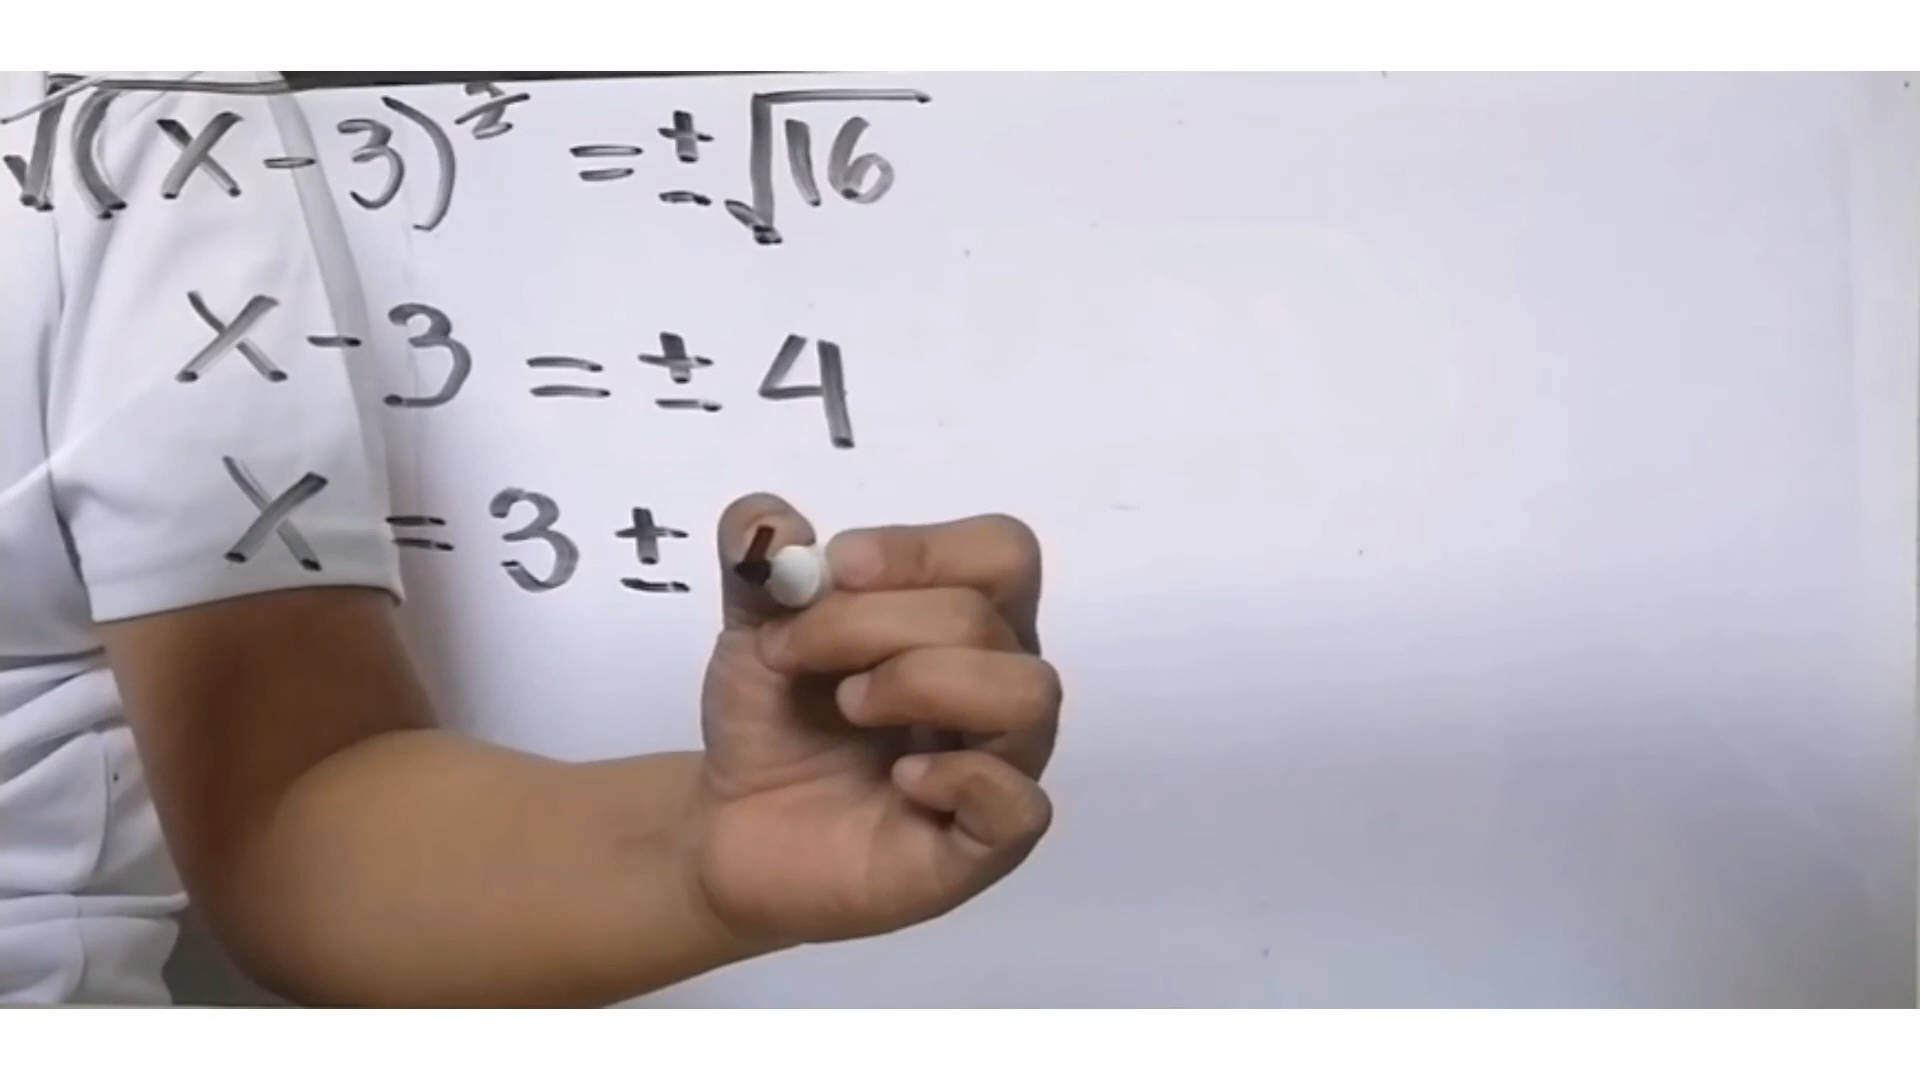 √(x-3)² = ±√16
x-3 = ± 4
x = 3 ±